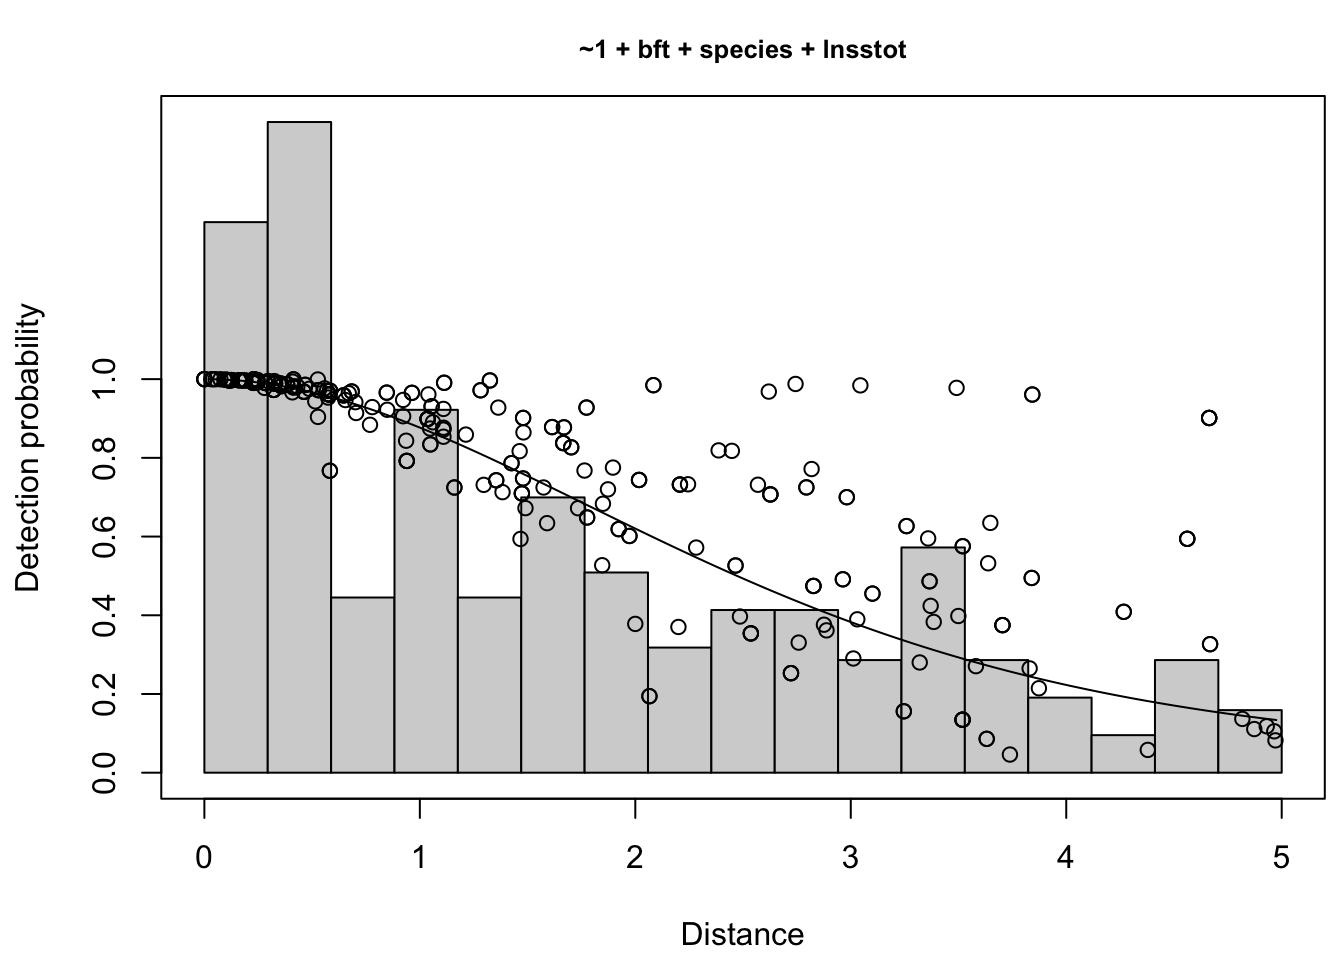 ~1 + bft + species + lnsstot
Detection probability
1.0
0.8
0.6
0.4
0.2
0.0
0 1 2 3 4 5
Distance